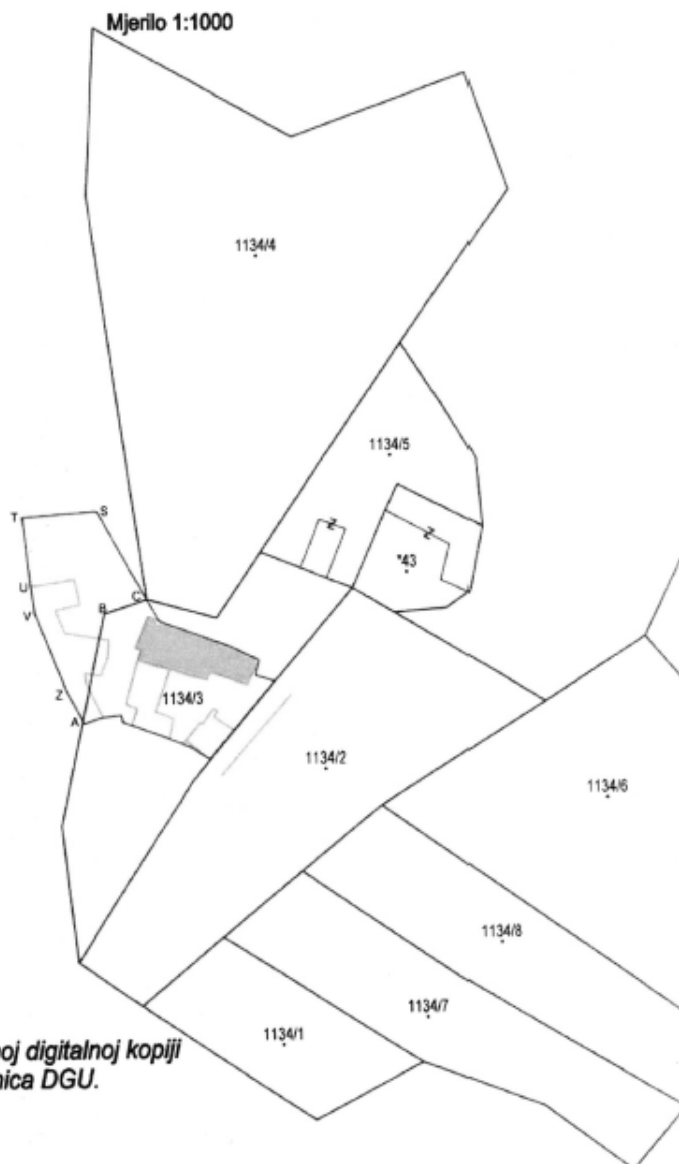 Mjerilo 1:1000
1134/4
1134/5
Z
Z
*43
T
S
U
V
B
C
Z
A
1134/3
1134/2
1134/6
1134/8
1134/7
1134/1
oj digitalnoj kopiji
nica DGU.